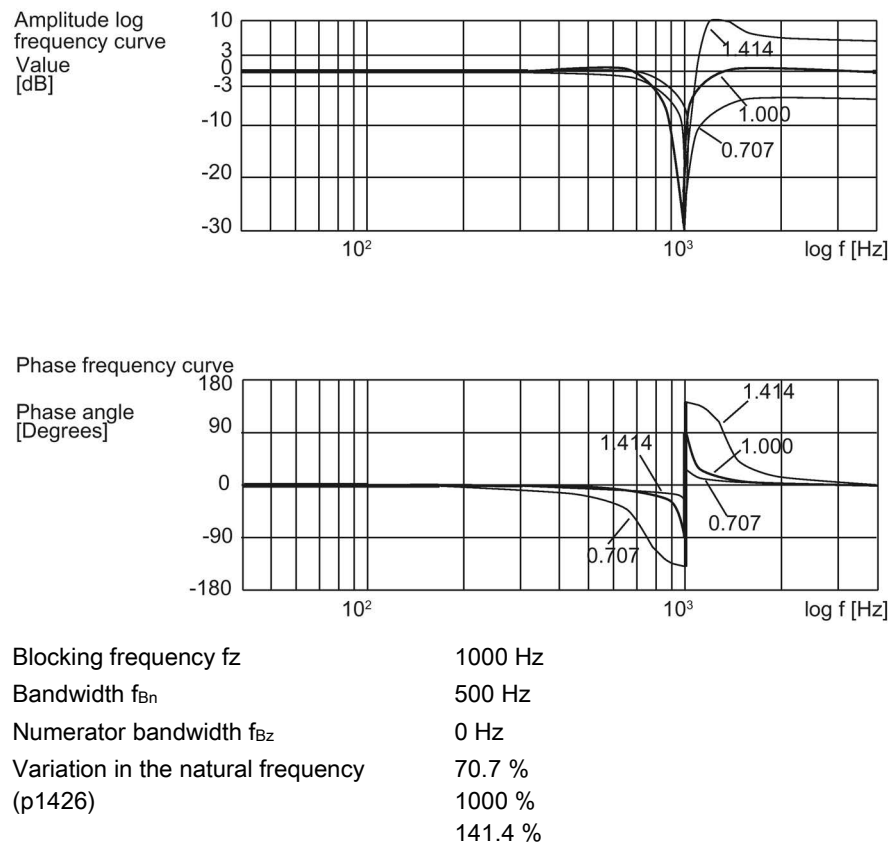 Amplitude log
frequency curve
Value
[dB]
10
3
0
-3
-10
-20
-30
1.414
1.000
0.707
10²
10³
log f [Hz]
Phase frequency curve
Phase angle
[Degrees]
180
90
0
-90
-180
1.414
1.414
1.000
0.707
0.707
10²
10³
log f [Hz]
Blocking frequency fz 1000 Hz
Bandwidth fBn 500 Hz
Numerator bandwidth fBz 0 Hz
Variation in the natural frequency 70.7 %
(p1426) 1000 %
141.4 %